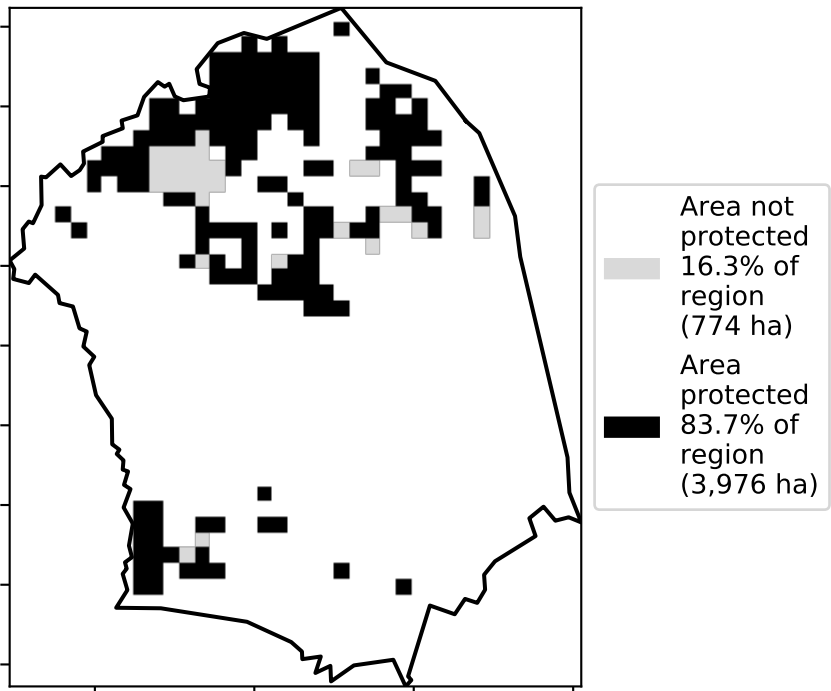 Area not
protected
16.3% of
region
(774 ha)
Area
protected
83.7% of
region
(3,976 ha)